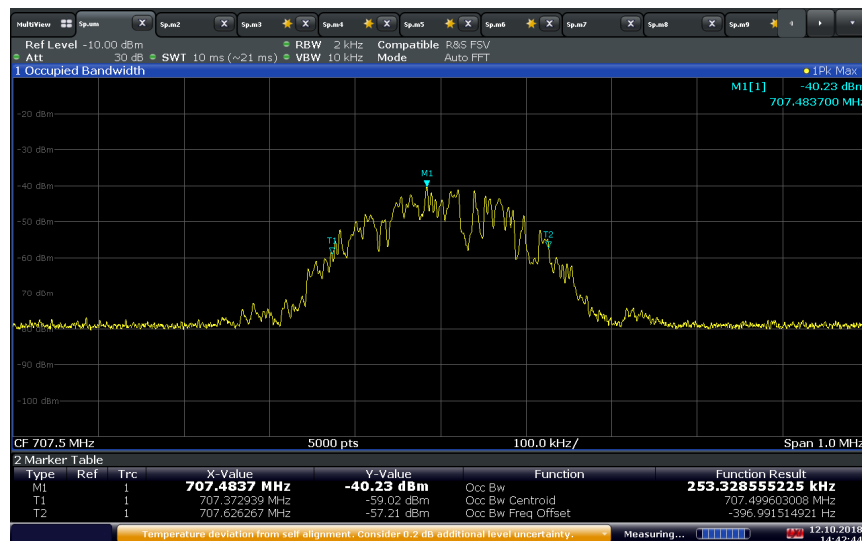 MultiView Sp.um X Sp.m2 X Sp.m3 X Sp.m4 X Sp.m5 X Sp.m6 X Sp.m7 X Sp.m8 X Sp.m9
Ref Level -10.00 dBm RBW 2 kHz Compatible R&S FSV
Att 30 dB SWT 10 ms (~21 ms) VBW 10 kHz Mode Auto FFT
1 Occupied Bandwidth 1Pk Max
M1[1] -40.23 dBm
707.483700 MHz
-20 dBm
-30 dBm
M1
-40 dBm
-50 dBm
T1 T2
-60 dBm
70 dBm
-90 dBm
-100 dBm
CF 707.5 MHz 5000 pts 100.0 kHz/ Span 1.0 MHz
2 Marker Table
Type Ref Trc X-Value Y-Value Function Function Result
M1 1 707.4837 MHz -40.23 dBm Occ Bw 253.328555225 kHz
T1 1 707.372939 MHz -59.02 dBm Occ Bw Centroid 707.499603008 MHz
T2 1 707.626267 MHz -57.21 dBm Occ Bw Freq Offset -396.991514921 Hz
Temperature deviation from self alignment. Consider 0.2 dB additional level uncertainty. Measuring... 12.10.2018
14:42:44